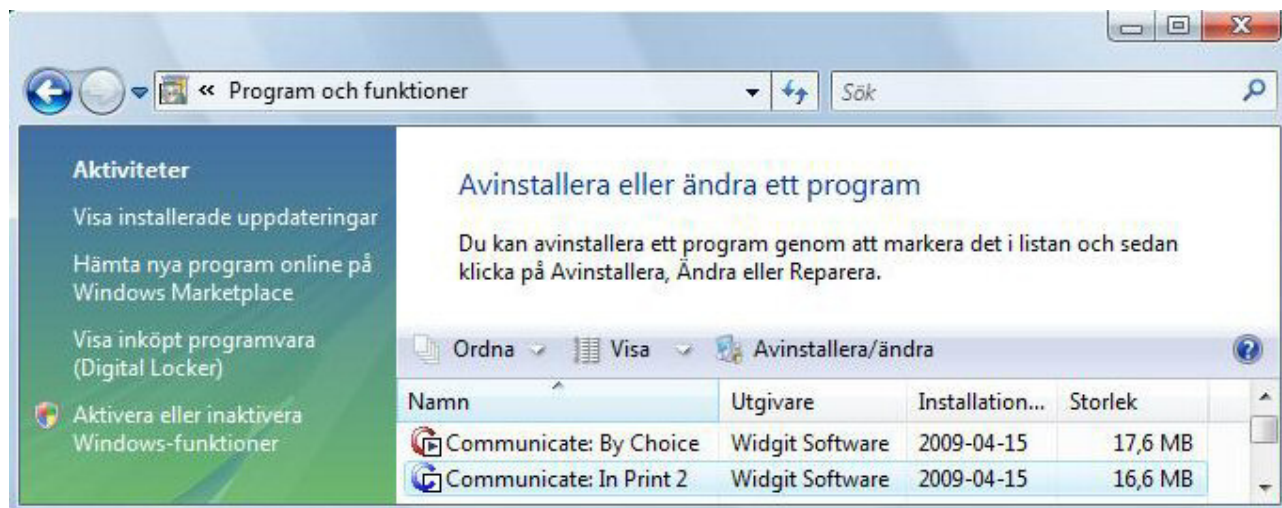 « Program och funktioner
Sök
Aktiviteter
Visa installerade uppdateringar
Hämta nya program online på
Windows Marketplace
Visa inköpt programvara
(Digital Locker)
Aktivera eller inaktivera
Windows-funktioner
Avinstallera eller ändra ett program
Du kan avinstallera ett program genom att markera det i listan och sedan
klicka på Avinstallera, Ändra eller Reparera.
Ordna Visa Avinstallera/ändra
Namn Utgivare Installation... Storlek
Communicate: By Choice Widgit Software 2009-04-15 17,6 MB
Communicate: In Print 2 Widgit Software 2009-04-15 16,6 MB